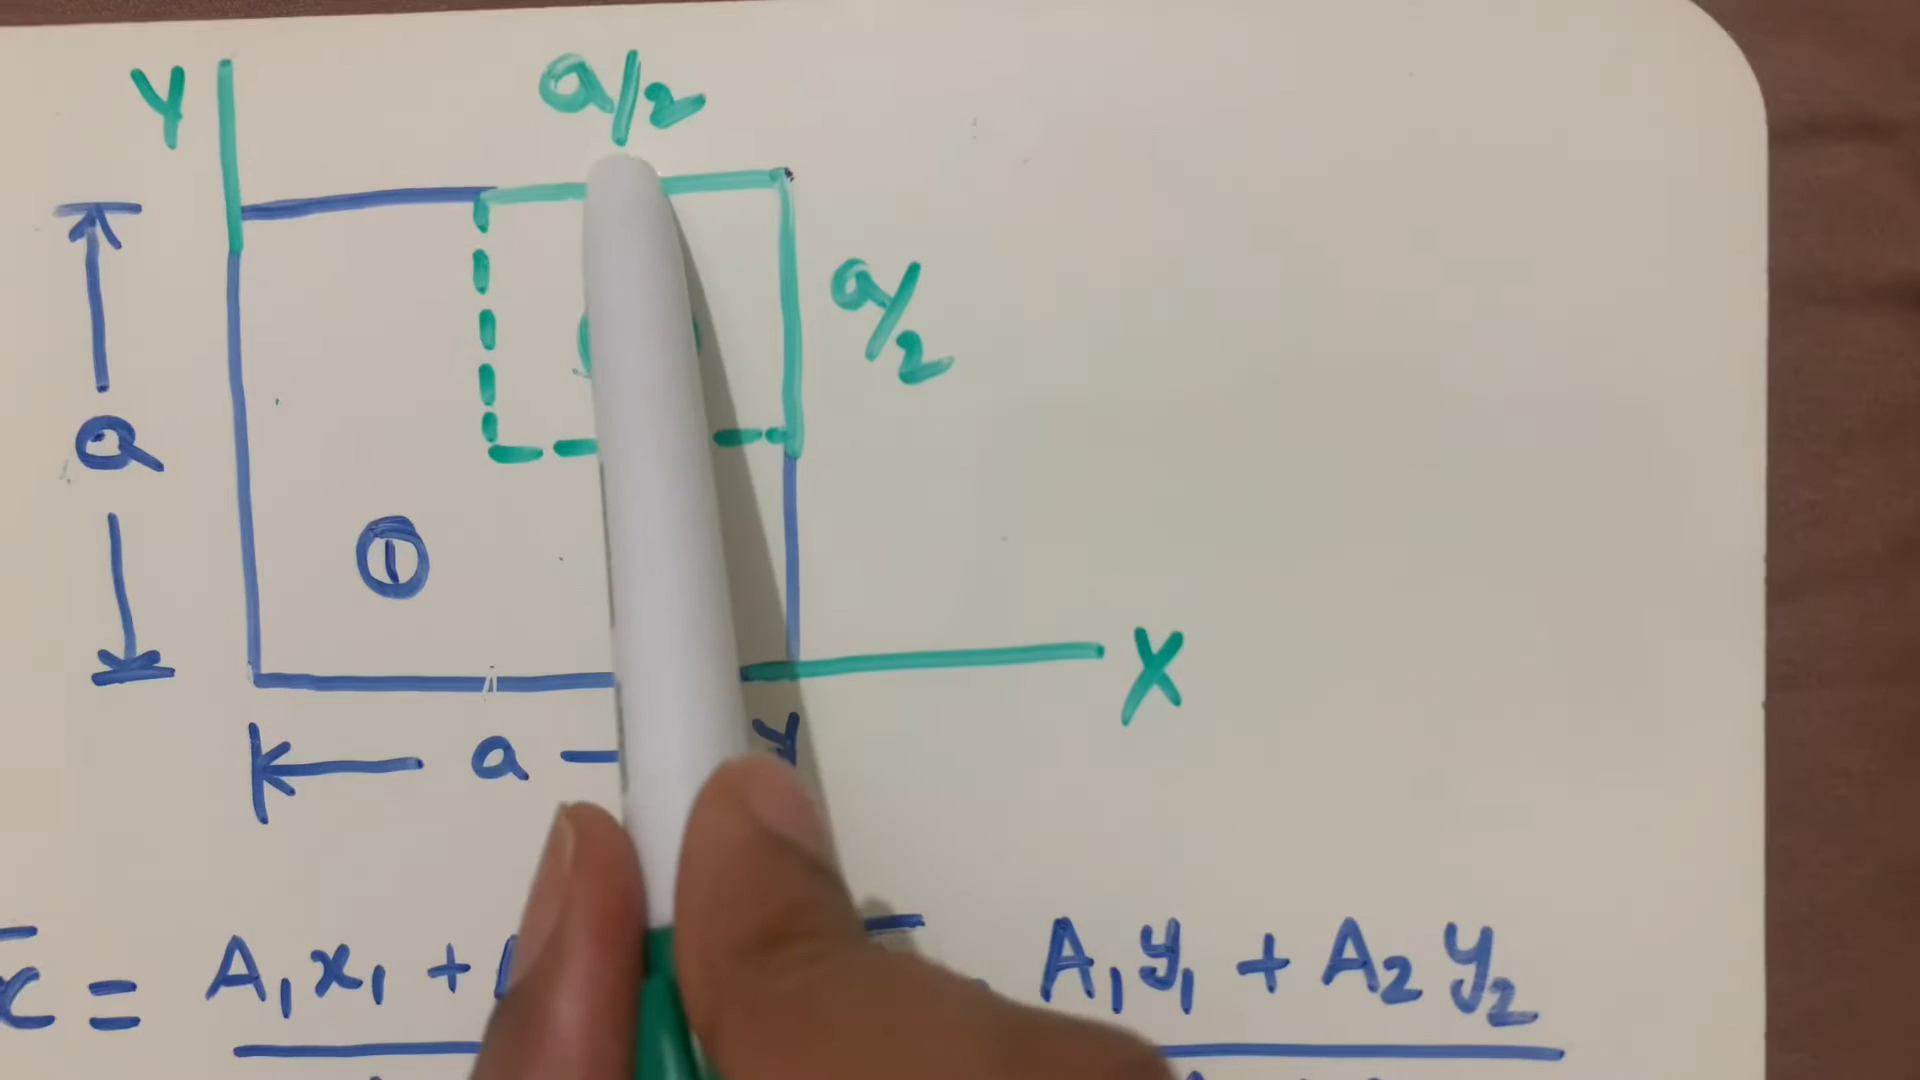 Y
a/2
a/2
a
①
X
a
x̄ = A₁x₁ +
A₁y₁ + A₂y₂